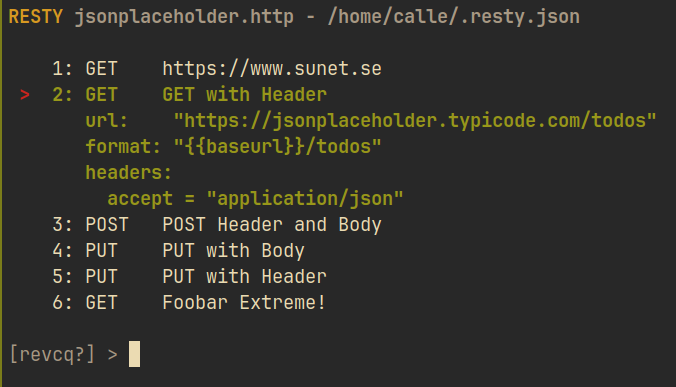 RESTY jsonplaceholder.http - /home/calle/.resty.json
1: GET https://www.sunet.se
> 2: GET GET with Header
url: "https://jsonplaceholder.typicode.com/todos"
format: "{{baseurl}}/todos"
headers:
accept = "application/json"
3: POST POST Header and Body
4: PUT PUT with Body
5: PUT PUT with Header
6: GET Foobar Extreme!
[revcq?] >